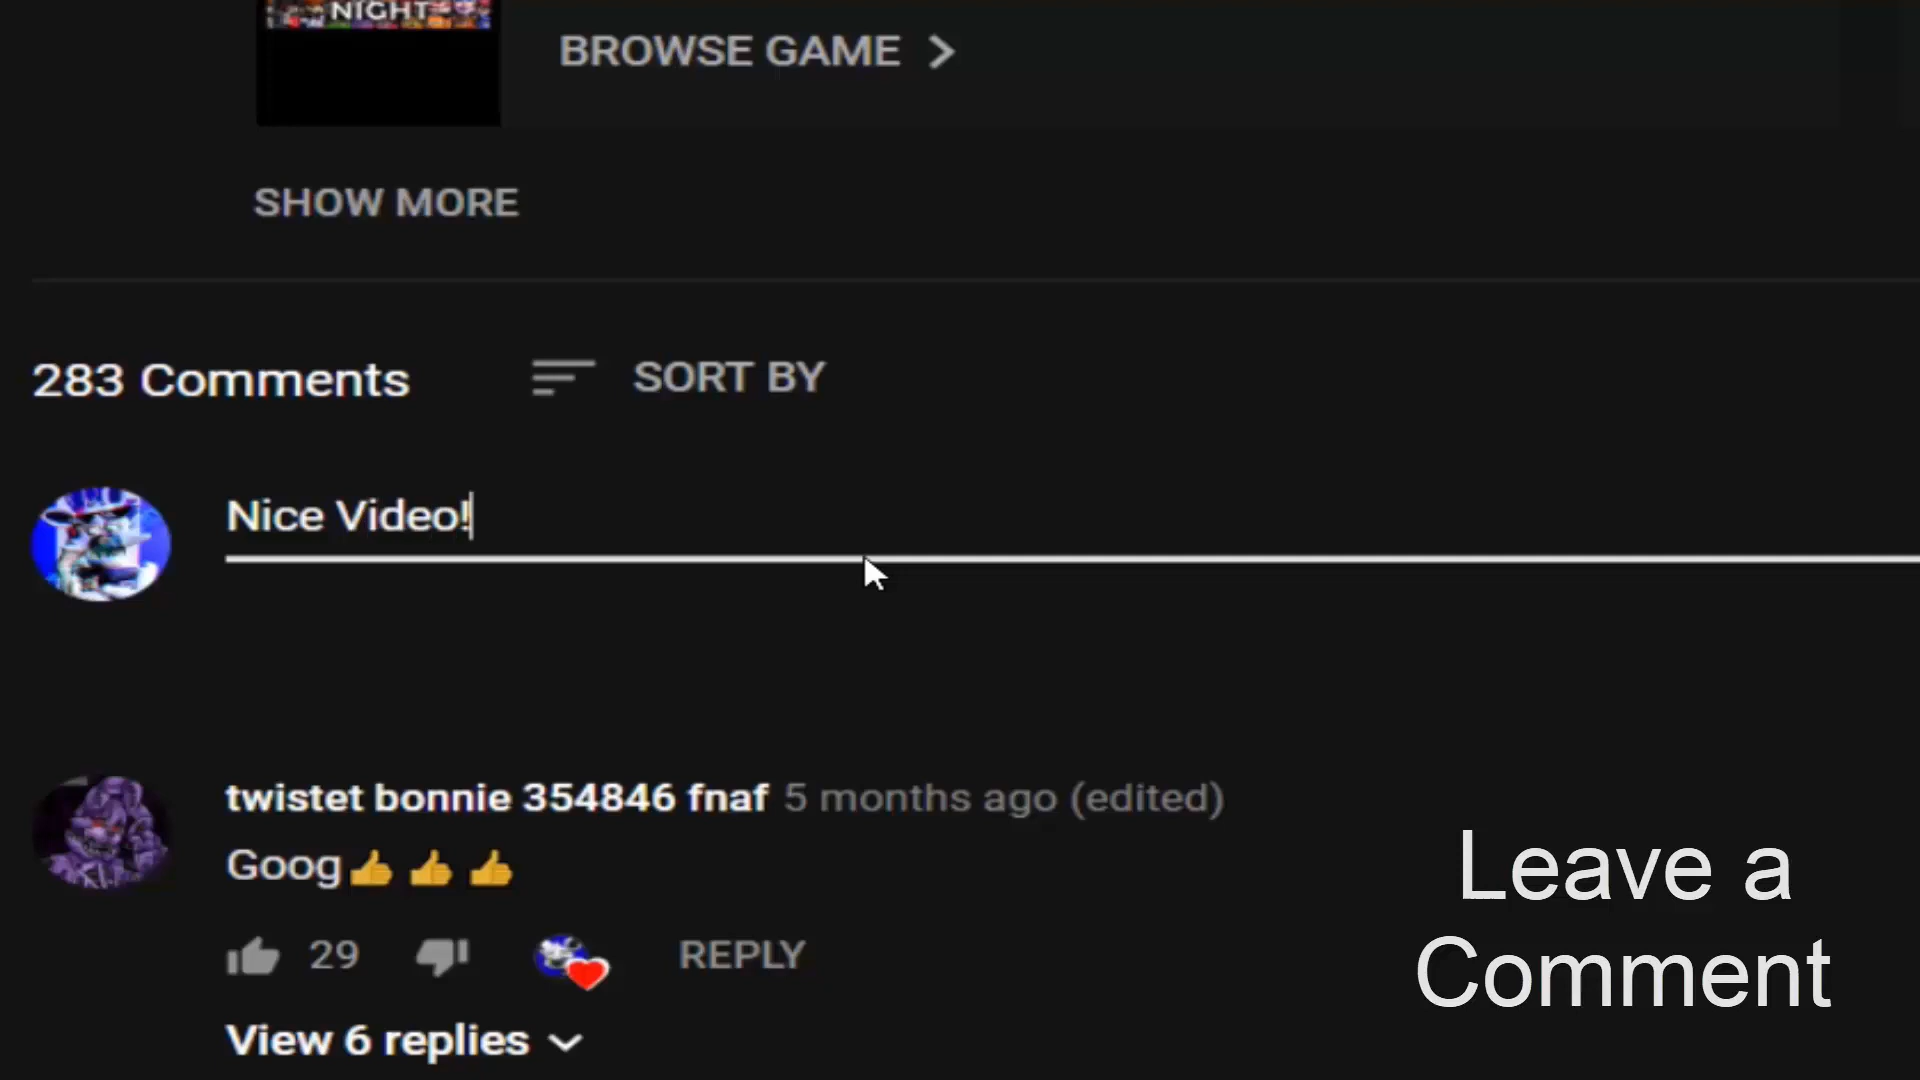 NIGHT
BROWSE GAME
SHOW MORE
283 Comments
SORT BY
Nice Video!
twistet bonnie 354846 fnaf 5 months ago (edited)
Goog👍👍👍
29
REPLY
View 6 replies
Leave a
Comment